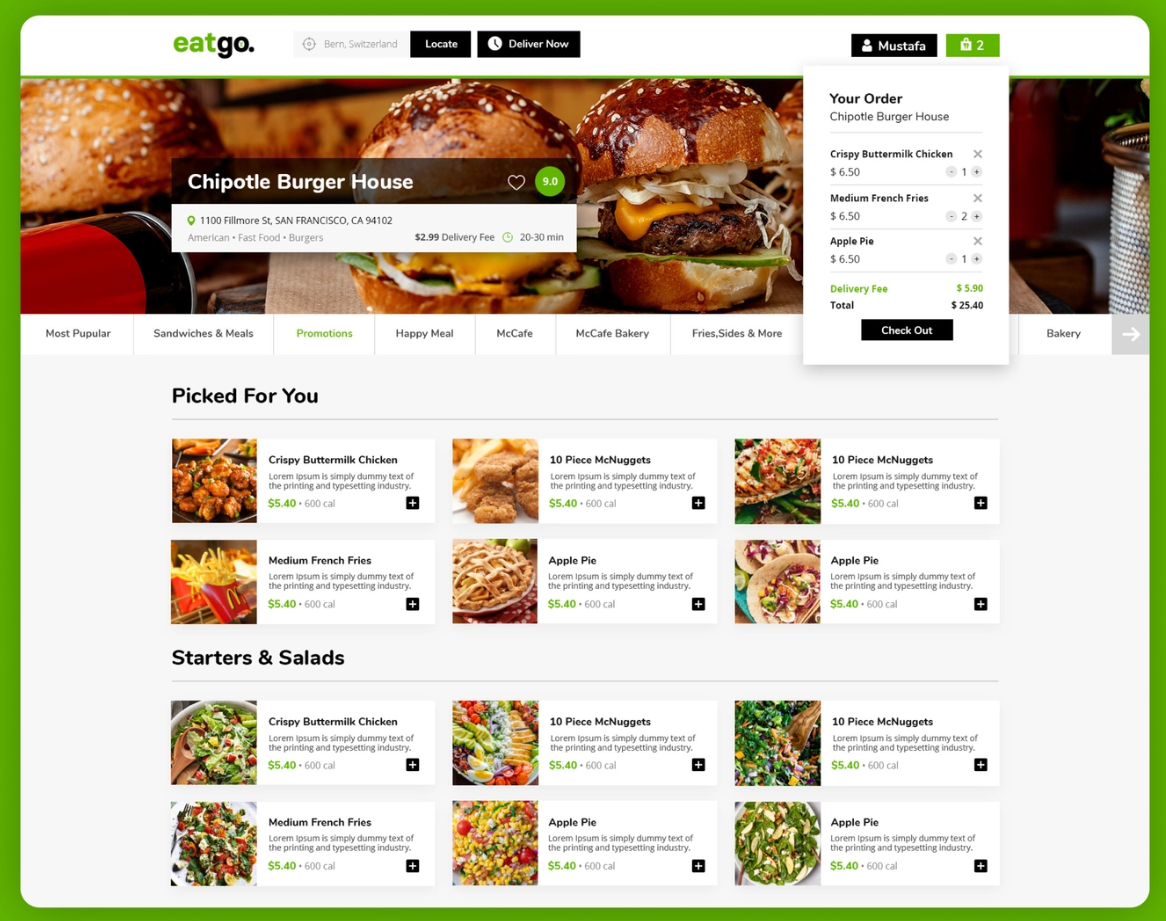 eatgo.
Bern, Switzerland
Locate
Deliver Now
Mustafa
2
Your Order
Chipotle Burger House
Crispy Buttermilk Chicken
$ 6.50
- 1 +
Medium French Fries
$ 6.50
- 2 +
Apple Pie
$ 6.50
- 1 +
Delivery Fee $ 5.90
Total $ 25.40
Check Out
Chipotle Burger House
9.0
1100 Fillmore St, SAN FRANCISCO, CA 94102
American • Fast Food • Burgers
$2.99 Delivery Fee
20-30 min
Most Pupular
Sandwiches & Meals
Promotions
Happy Meal
McCafe
McCafe Bakery
Fries,Sides & More
Bakery
Picked For You
Crispy Buttermilk Chicken
Lorem Ipsum is simply dummy text of
the printing and typesetting industry.
$5.40 • 600 cal
10 Piece McNuggets
Lorem Ipsum is simply dummy text of
the printing and typesetting industry.
$5.40 • 600 cal
10 Piece McNuggets
Lorem Ipsum is simply dummy text of
the printing and typesetting industry.
$5.40 • 600 cal
Medium French Fries
Lorem Ipsum is simply dummy text of
the printing and typesetting industry.
$5.40 • 600 cal
Apple Pie
Lorem Ipsum is simply dummy text of
the printing and typesetting industry.
$5.40 • 600 cal
Apple Pie
Lorem Ipsum is simply dummy text of
the printing and typesetting industry.
$5.40 • 600 cal
Starters & Salads
Crispy Buttermilk Chicken
Lorem Ipsum is simply dummy text of
the printing and typesetting industry.
$5.40 • 600 cal
10 Piece McNuggets
Lorem Ipsum is simply dummy text of
the printing and typesetting industry.
$5.40 • 600 cal
10 Piece McNuggets
Lorem Ipsum is simply dummy text of
the printing and typesetting industry.
$5.40 • 600 cal
Medium French Fries
Lorem Ipsum is simply dummy text of
the printing and typesetting industry.
$5.40 • 600 cal
Apple Pie
Lorem Ipsum is simply dummy text of
the printing and typesetting industry.
$5.40 • 600 cal
Apple Pie
Lorem Ipsum is simply dummy text of
the printing and typesetting industry.
$5.40 • 600 cal